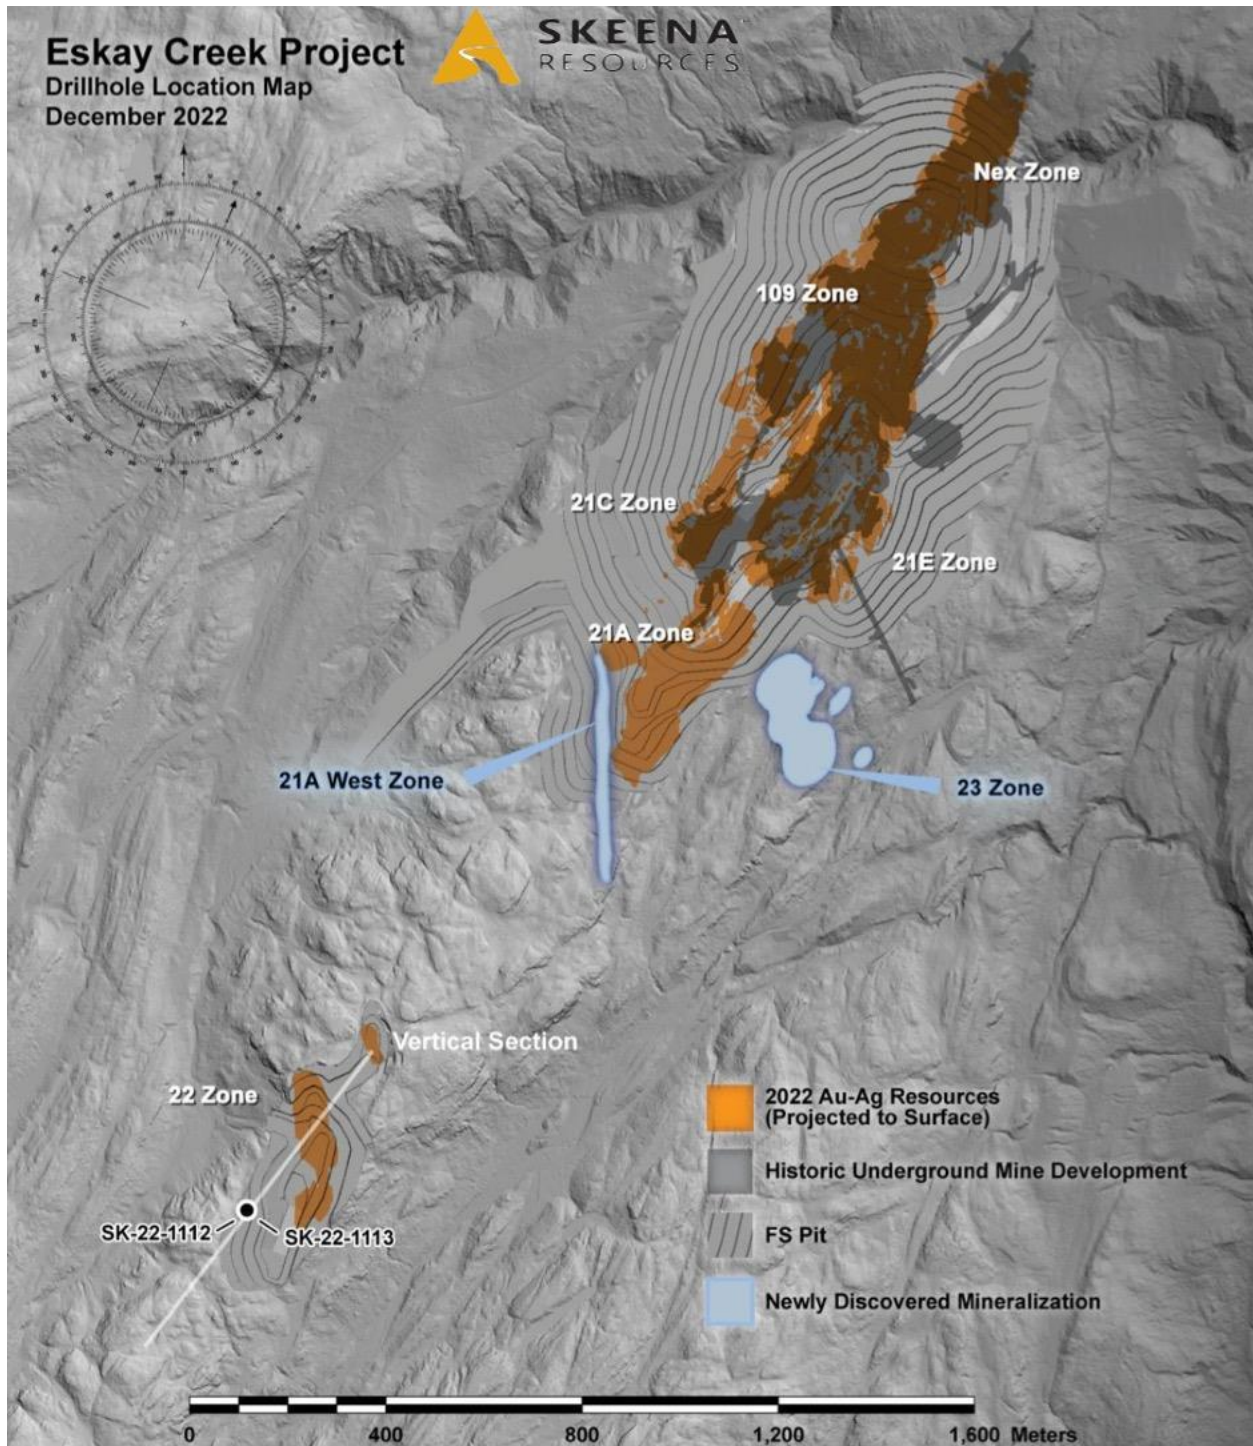 Eskay Creek Project
Drillhole Location Map
December 2022
SKEENA
RESOURCES
Nex Zone
109 Zone
21C Zone
21E Zone
21A Zone
21A West Zone
23 Zone
Vertical Section
22 Zone
SK-22-1112
SK-22-1113
2022 Au-Ag Resources
(Projected to Surface)
Historic Underground Mine Development
FS Pit
Newly Discovered Mineralization
0 400 800 1,200 1,600 Meters